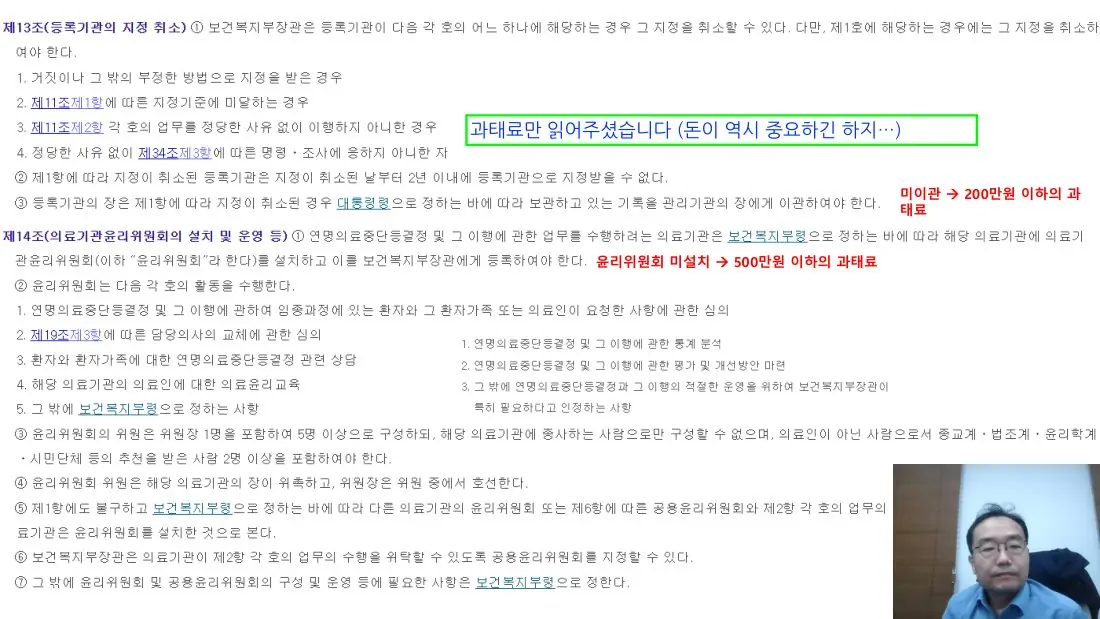 제13조(등록기관의 지정 취소) ① 보건복지부장관은 등록기관이 다음 각 호의 어느 하나에 해당하는 경우 그 지정을 취소할 수 있다. 다만, 제1호에 해당하는 경우에는 그 지정을 취소하
여야 한다.
1. 거짓이나 그 밖의 부정한 방법으로 지정을 받은 경우
2. 제11조제1항에 따른 지정기준에 미달하는 경우
3. 제11조제2항 각 호의 업무를 정당한 사유 없이 이행하지 아니한 경우
과태료만 읽어주셨습니다 (돈이 역시 중요하긴 하지…)
4. 정당한 사유 없이 제34조제3항에 따른 명령ㆍ조사에 응하지 아니한 자
② 제1항에 따라 지정이 취소된 등록기관은 지정이 취소된 날부터 2년 이내에 등록기관으로 지정받을 수 없다.
③ 등록기관의 장은 제1항에 따라 지정이 취소된 경우 대통령령으로 정하는 바에 따라 보관하고 있는 기록을 관리기관의 장에게 이관하여야 한다.
미이관 → 200만원 이하의 과
태료
제14조(의료기관윤리위원회의 설치 및 운영 등) ① 연명의료중단등결정 및 그 이행에 관한 업무를 수행하려는 의료기관은 보건복지부령으로 정하는 바에 따라 해당 의료기관에 의료기
관윤리위원회(이하 “윤리위원회”라 한다)를 설치하고 이를 보건복지부장관에게 등록하여야 한다.
윤리위원회 미설치 → 500만원 이하의 과태료
② 윤리위원회는 다음 각 호의 활동을 수행한다.
1. 연명의료중단등결정 및 그 이행에 관하여 임종과정에 있는 환자와 그 환자가족 또는 의료인이 요청한 사항에 관한 심의
2. 제19조제3항에 따른 담당의사의 교체에 관한 심의
3. 환자와 환자가족에 대한 연명의료중단등결정 관련 상담
4. 해당 의료기관의 의료인에 대한 의료윤리교육
5. 그 밖에 보건복지부령으로 정하는 사항
1. 연명의료중단등결정 및 그 이행에 관한 통계 분석
2. 연명의료중단등결정 및 그 이행에 관한 평가 및 개선방안 마련
3. 그 밖에 연명의료중단등결정과 그 이행의 적절한 운영을 위하여 보건복지부장관이
특히 필요하다고 인정하는 사항
③ 윤리위원회의 위원은 위원장 1명을 포함하여 5명 이상으로 구성하되, 해당 의료기관에 종사하는 사람으로만 구성할 수 없으며, 의료인이 아닌 사람으로서 종교계ㆍ법조계ㆍ윤리학계
ㆍ시민단체 등의 추천을 받은 사람 2명 이상을 포함하여야 한다.
④ 윤리위원회 위원은 해당 의료기관의 장이 위촉하고, 위원장은 위원 중에서 호선한다.
⑤ 제1항에도 불구하고 보건복지부령으로 정하는 바에 따라 다른 의료기관의 윤리위원회 또는 제6항에 따른 공용윤리위원회와 제2항 각 호의 업무의
료기관은 윤리위원회를 설치한 것으로 본다.
⑥ 보건복지부장관은 의료기관이 제2항 각 호의 업무의 수행을 위탁할 수 있도록 공용윤리위원회를 지정할 수 있다.
⑦ 그 밖에 윤리위원회 및 공용윤리위원회의 구성 및 운영 등에 필요한 사항은 보건복지부령으로 정한다.